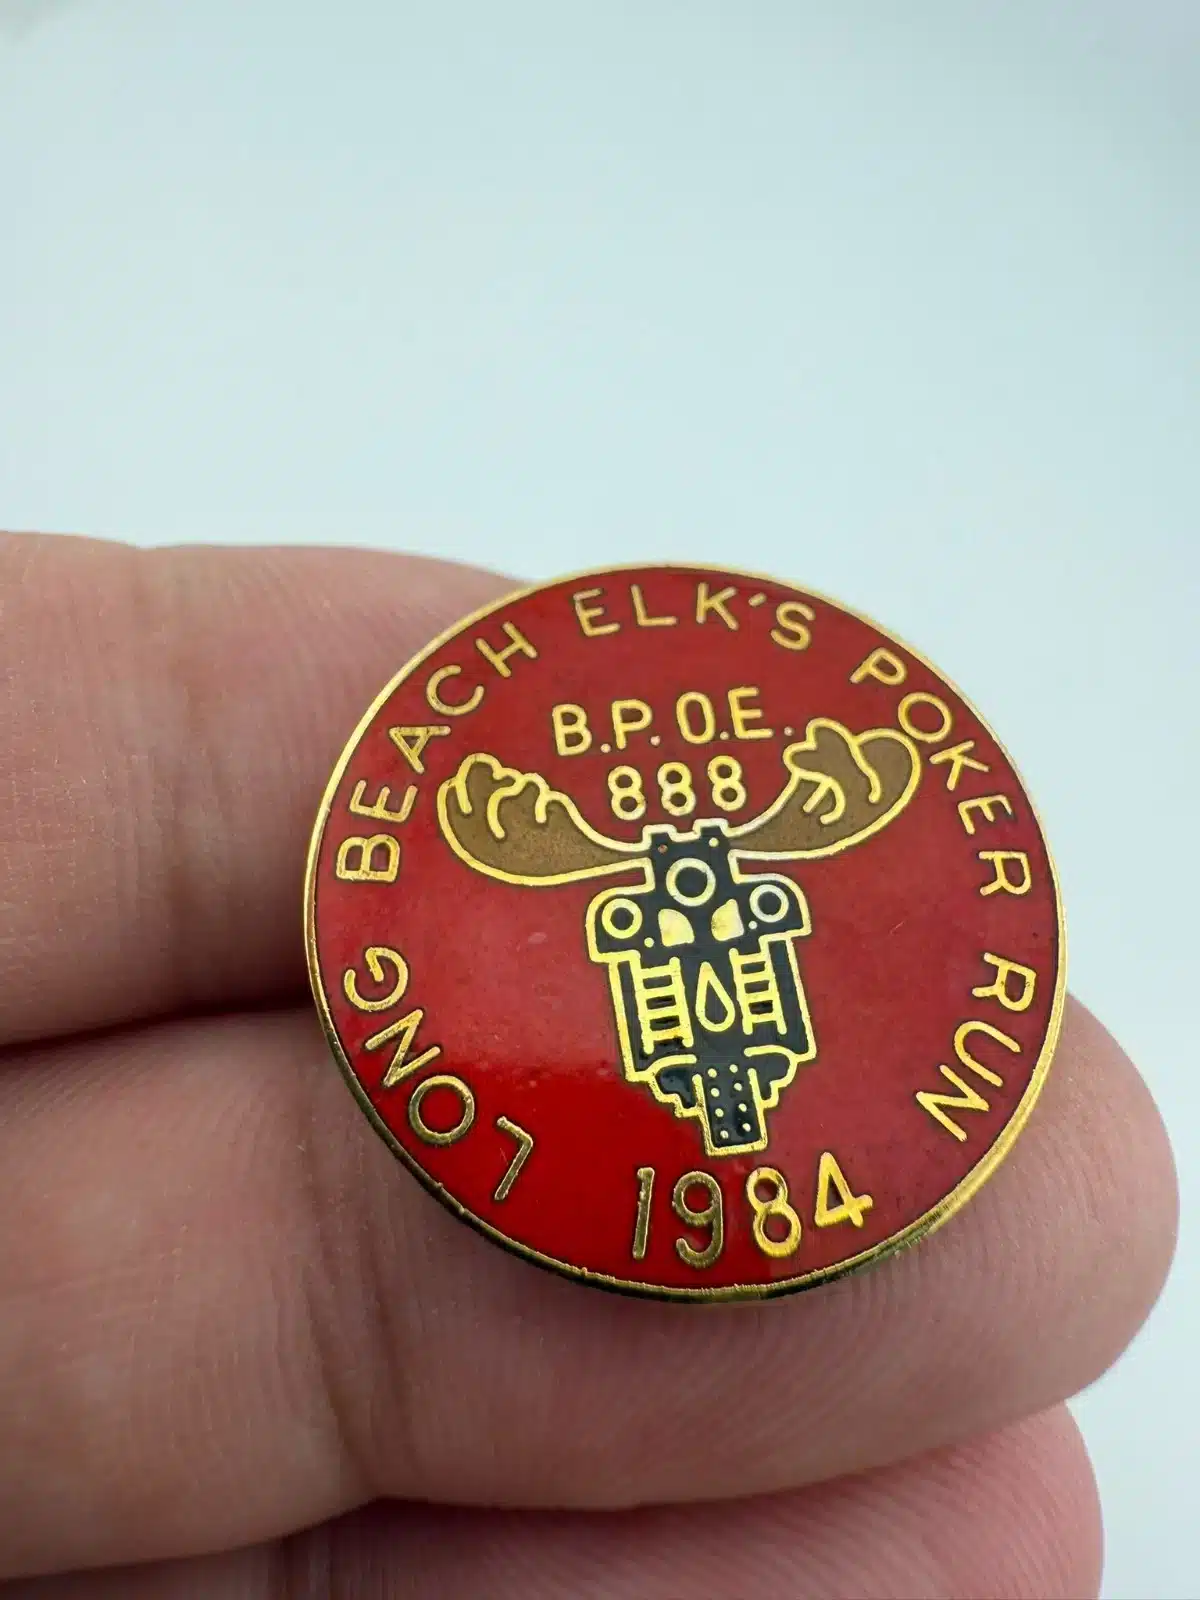 LONG BEACH ELK'S POKER RUN
B.P.O.E.
888
1984